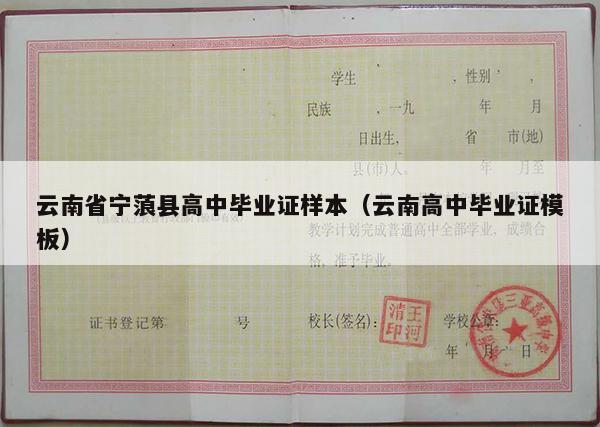 学生 ，性别 ，
民族 ，一九 年 月
日出生， 省 市(地)
县(市)人。 年 月至
云南省宁蒗县高中毕业证样本（云南高中毕业证模
板）
教学计划完成普通高中全部学业，成绩合
格，准予毕业。
证书登记第 号
校长(签名)： 学校公章：
王河清印
年 月 日